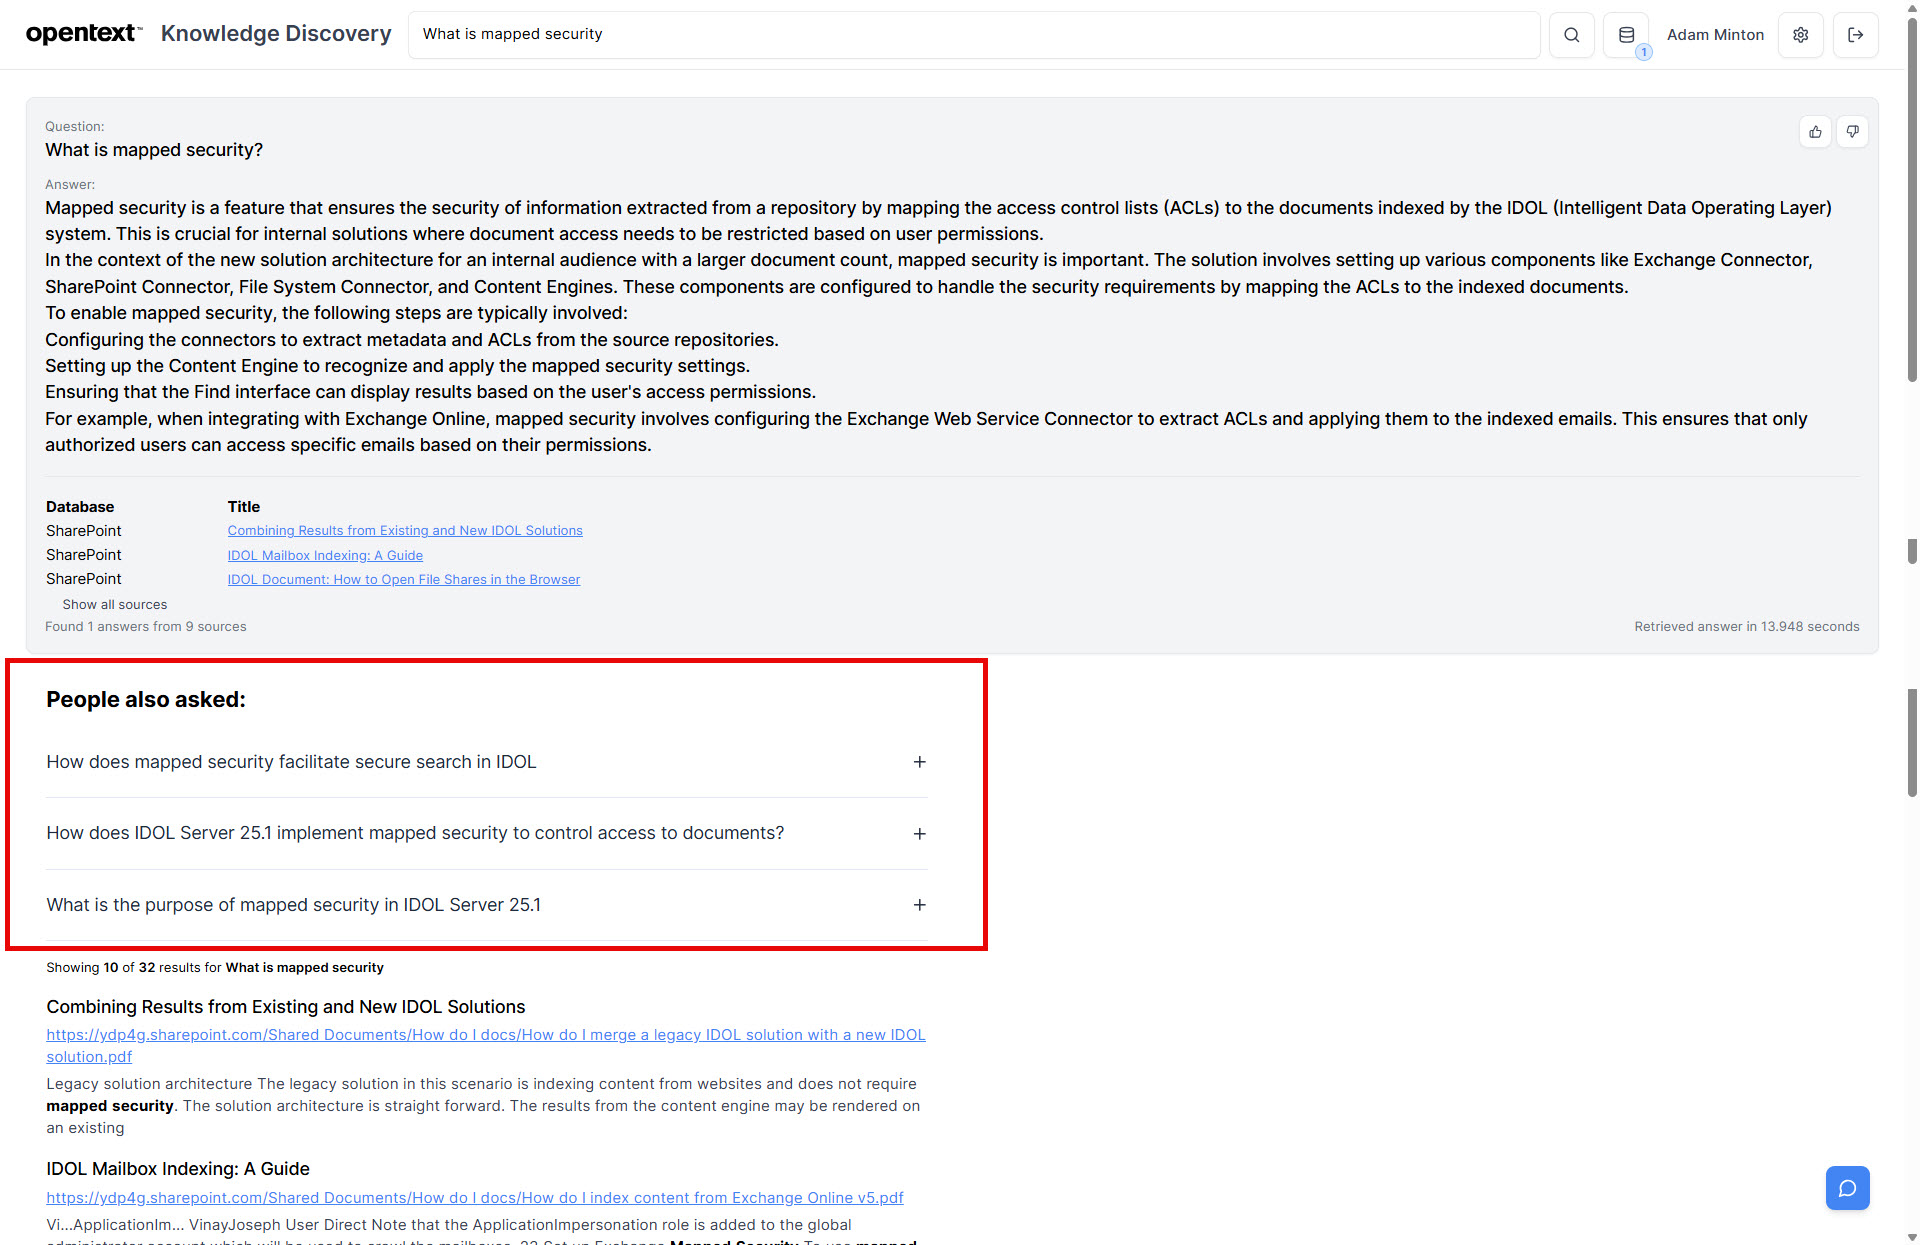 opentext™ Knowledge Discovery
What is mapped security
1
Adam Minton
Question:
What is mapped security?
Answer:
Mapped security is a feature that ensures the security of information extracted from a repository by mapping the access control lists (ACLs) to the documents indexed by the IDOL (Intelligent Data Operating Layer)
system. This is crucial for internal solutions where document access needs to be restricted based on user permissions.
In the context of the new solution architecture for an internal audience with a larger document count, mapped security is important. The solution involves setting up various components like Exchange Connector,
SharePoint Connector, File System Connector, and Content Engines. These components are configured to handle the security requirements by mapping the ACLs to the indexed documents.
To enable mapped security, the following steps are typically involved:
Configuring the connectors to extract metadata and ACLs from the source repositories.
Setting up the Content Engine to recognize and apply the mapped security settings.
Ensuring that the Find interface can display results based on the user's access permissions.
For example, when integrating with Exchange Online, mapped security involves configuring the Exchange Web Service Connector to extract ACLs and applying them to the indexed emails. This ensures that only
authorized users can access specific emails based on their permissions.
Database Title
SharePoint Combining Results from Existing and New IDOL Solutions
SharePoint IDOL Mailbox Indexing: A Guide
SharePoint IDOL Document: How to Open File Shares in the Browser
Show all sources
Found 1 answers from 9 sources
Retrieved answer in 13.948 seconds
People also asked:
How does mapped security facilitate secure search in IDOL +
How does IDOL Server 25.1 implement mapped security to control access to documents? +
What is the purpose of mapped security in IDOL Server 25.1 +
Showing 10 of 32 results for What is mapped security
Combining Results from Existing and New IDOL Solutions
https://ydp4g.sharepoint.com/Shared Documents/How do I docs/How do I merge a legacy IDOL solution with a new IDOL
solution.pdf
Legacy solution architecture The legacy solution in this scenario is indexing content from websites and does not require
mapped security. The solution architecture is straight forward. The results from the content engine may be rendered on
an existing
IDOL Mailbox Indexing: A Guide
https://ydp4g.sharepoint.com/Shared Documents/How do I docs/How do I index content from Exchange Online v5.pdf
Vi...ApplicationIm... VinayJoseph User Direct Note that the ApplicationImpersonation role is added to the global
administrator account which will be used to crawl the mailboxes. 22 Set up Exchange Mapped Security To use mapped